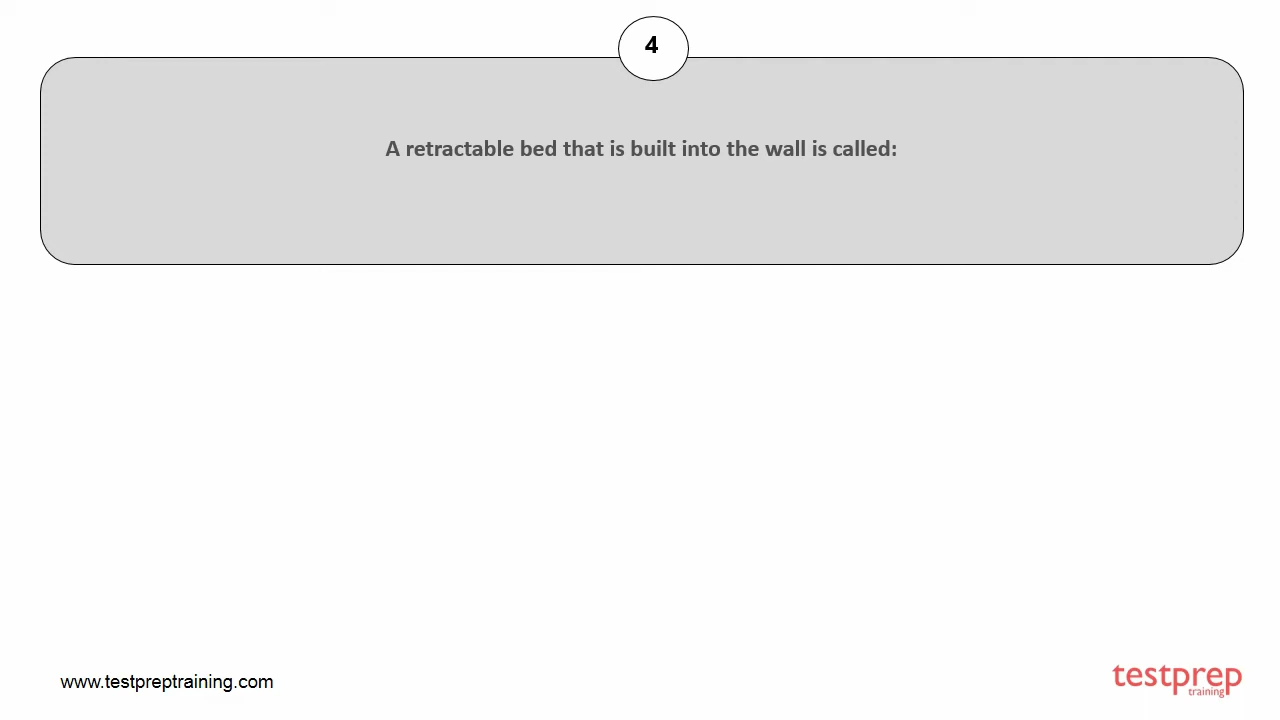 4
A retractable bed that is built into the wall is called:
www.testpreptraining.com
testprep
training